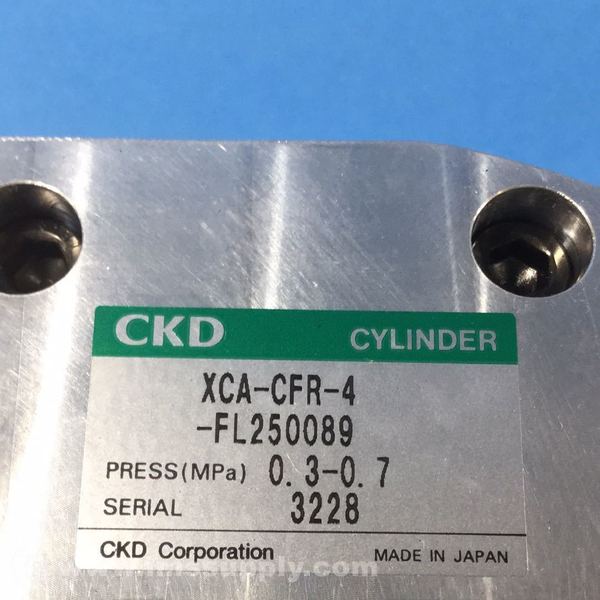 CKD CYLINDER
XCA-CFR-4
-FL250089
PRESS(MPa) 0.3-0.7
SERIAL 3228
CKD Corporation MADE IN JAPAN